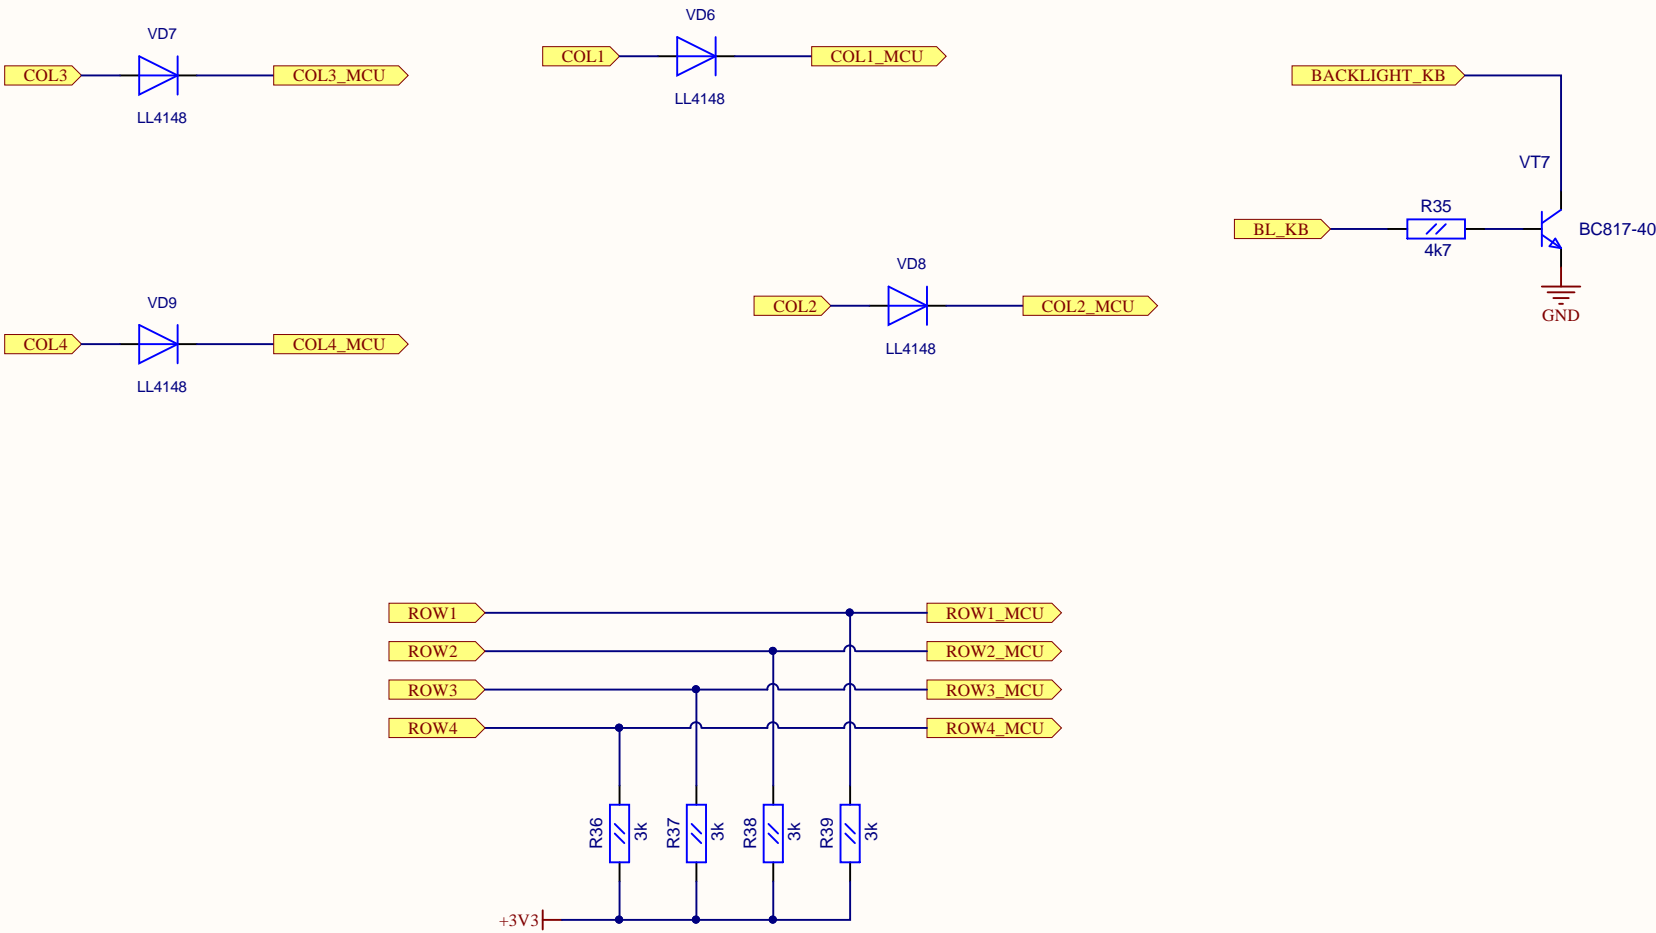 VD6
VD7
COL1
COL1_MCU
COL3
COL3_MCU
BACKLIGHT_KB
LL4148
LL4148
VT7
R35
BL_KB
BC817-40
4k7
VD8
VD9
COL2
COL2_MCU
GND
COL4
COL4_MCU
LL4148
LL4148
ROW1
ROW1_MCU
ROW2
ROW2_MCU
ROW3
ROW3_MCU
ROW4
ROW4_MCU
R36
3k
R37
3k
R38
3k
R39
3k
+3V3